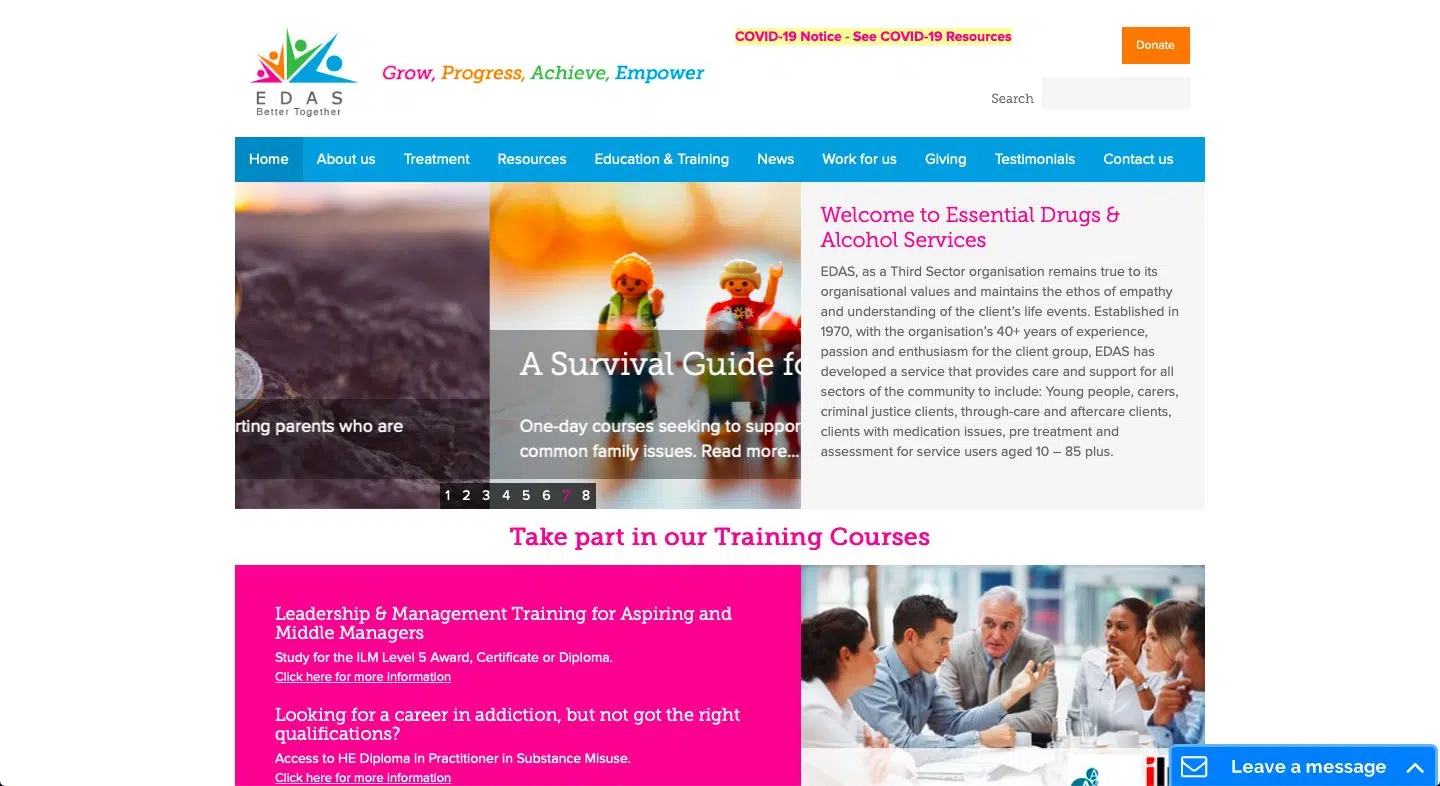 COVID-19 Notice - See COVID-19 Resources
Donate
EDAS
Better Together
Grow, Progress, Achieve, Empower
Search
Home About us Treatment Resources Education & Training News Work for us Giving Testimonials Contact us
rting parents who are
A Survival Guide fo
One-day courses seeking to suppor
common family issues. Read more...
1 2 3 4 5 6 7 8
Welcome to Essential Drugs &
Alcohol Services
EDAS, as a Third Sector organisation remains true to its
organisational values and maintains the ethos of empathy
and understanding of the client’s life events. Established in
1970, with the organisation’s 40+ years of experience,
passion and enthusiasm for the client group, EDAS has
developed a service that provides care and support for all
sectors of the community to include: Young people, carers,
criminal justice clients, through-care and aftercare clients,
clients with medication issues, pre treatment and
assessment for service users aged 10 – 85 plus.
Take part in our Training Courses
Leadership & Management Training for Aspiring and
Middle Managers
Study for the ILM Level 5 Award, Certificate or Diploma.
Click here for more information
Looking for a career in addiction, but not got the right
qualifications?
Access to HE Diploma in Practitioner in Substance Misuse.
Click here for more information
Leave a message